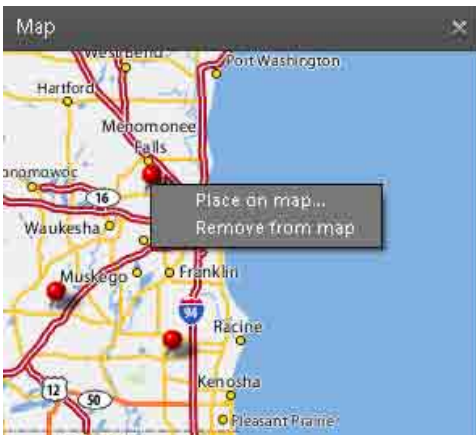 Map
West Bend
Port Washington
Hartford
Menomonee
Falls
onomowoc
16
Place on map...
Remove from map
Waukesha
Muskego
Franklin
94
Racine
12
50
Kenosha
Pleasant Prairie